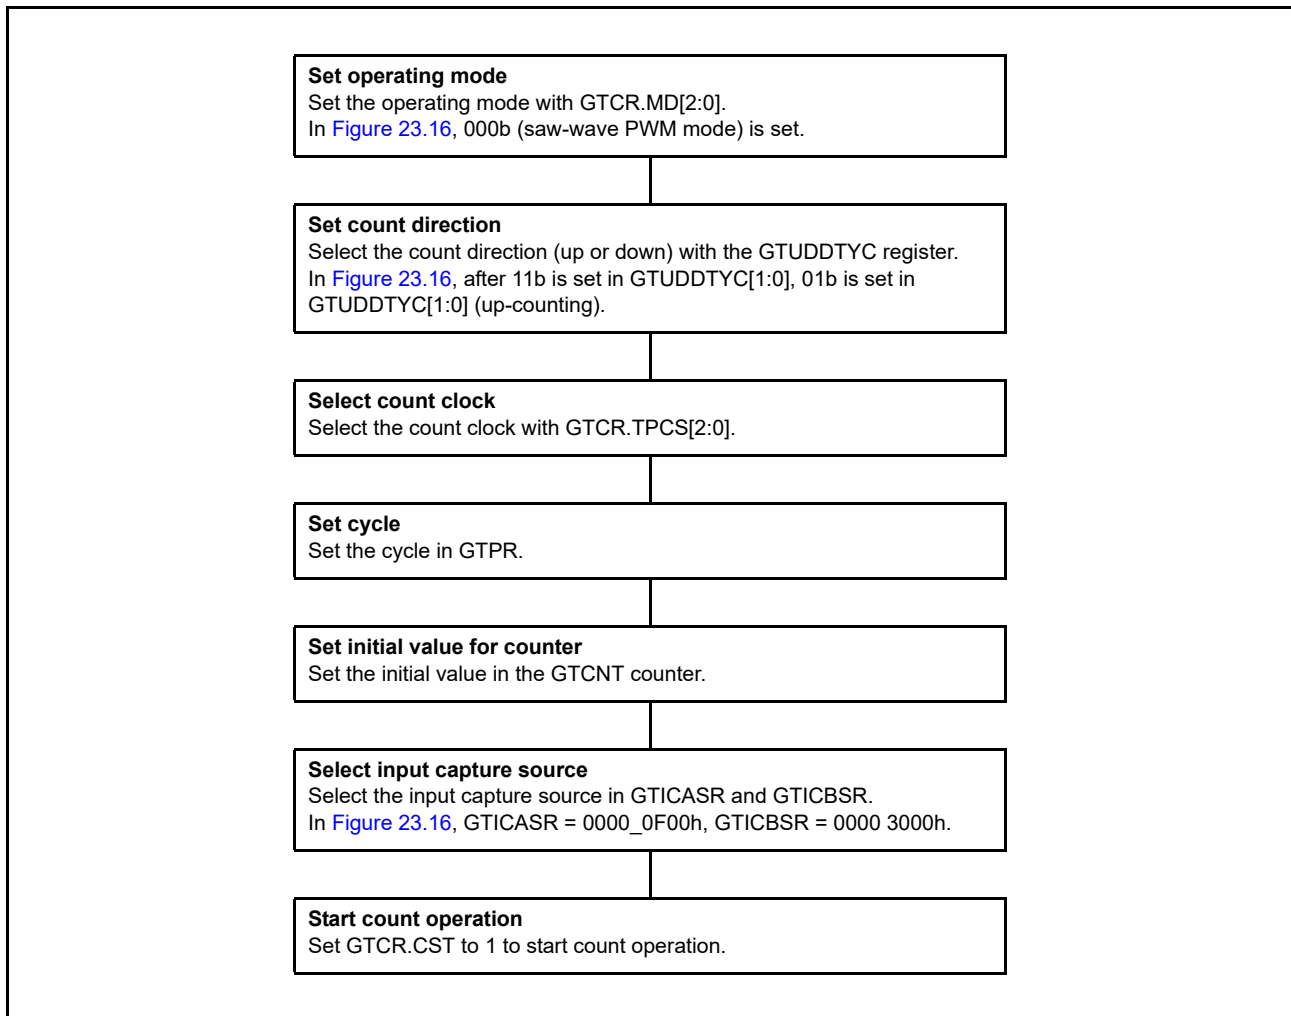 Set operating mode
Set the operating mode with GTCR.MD[2:0].
In Figure 23.16, 000b (saw-wave PWM mode) is set.
Set count direction
Select the count direction (up or down) with the GTUDDTYC register.
In Figure 23.16, after 11b is set in GTUDDTYC[1:0], 01b is set in
GTUDDTYC[1:0] (up-counting).
Select count clock
Select the count clock with GTCR.TPCS[2:0].
Set cycle
Set the cycle in GTPR.
Set initial value for counter
Set the initial value in the GTCNT counter.
Select input capture source
Select the input capture source in GTICASR and GTICBSR.
In Figure 23.16, GTICASR = 0000_0F00h, GTICBSR = 0000 3000h.
Start count operation
Set GTCR.CST to 1 to start count operation.